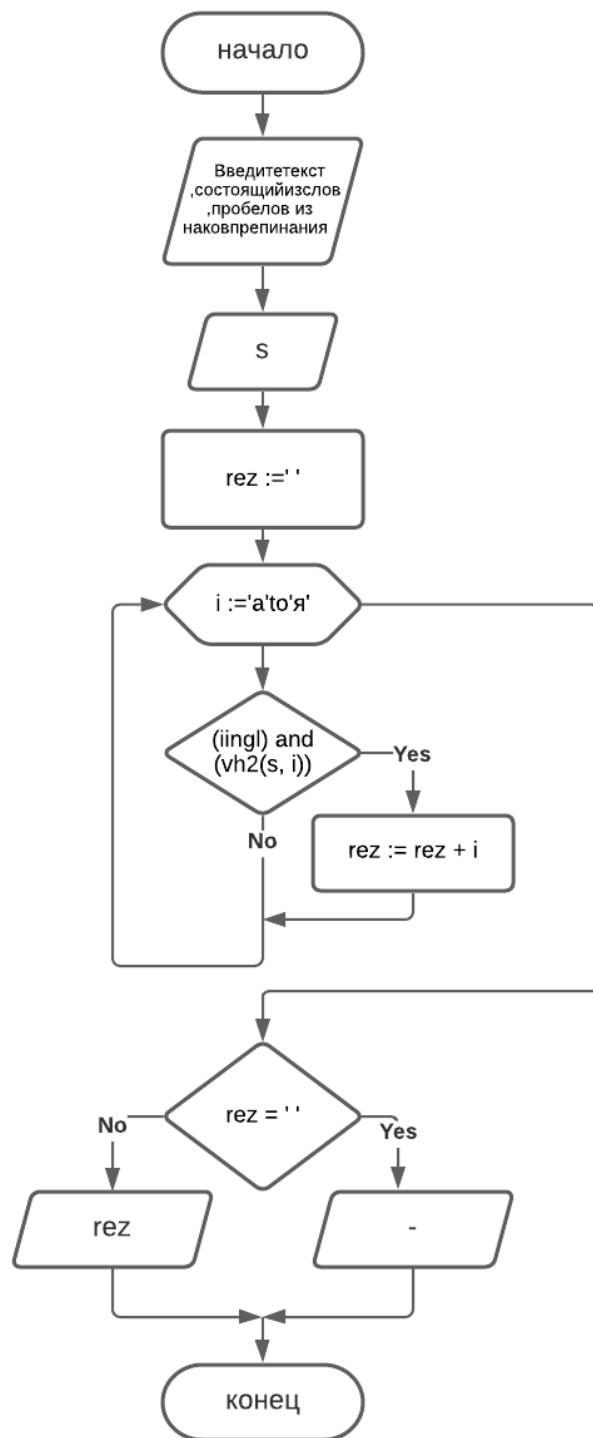 начало
Введитетекст
,состоящийизслов
,пробелов из
наковпрепинания
s
rez :=' '
i :='a'to'я'
(iingl) and
(vh2(s, i))
Yes
No
rez := rez + i
rez = ' '
No
Yes
rez
-
конец